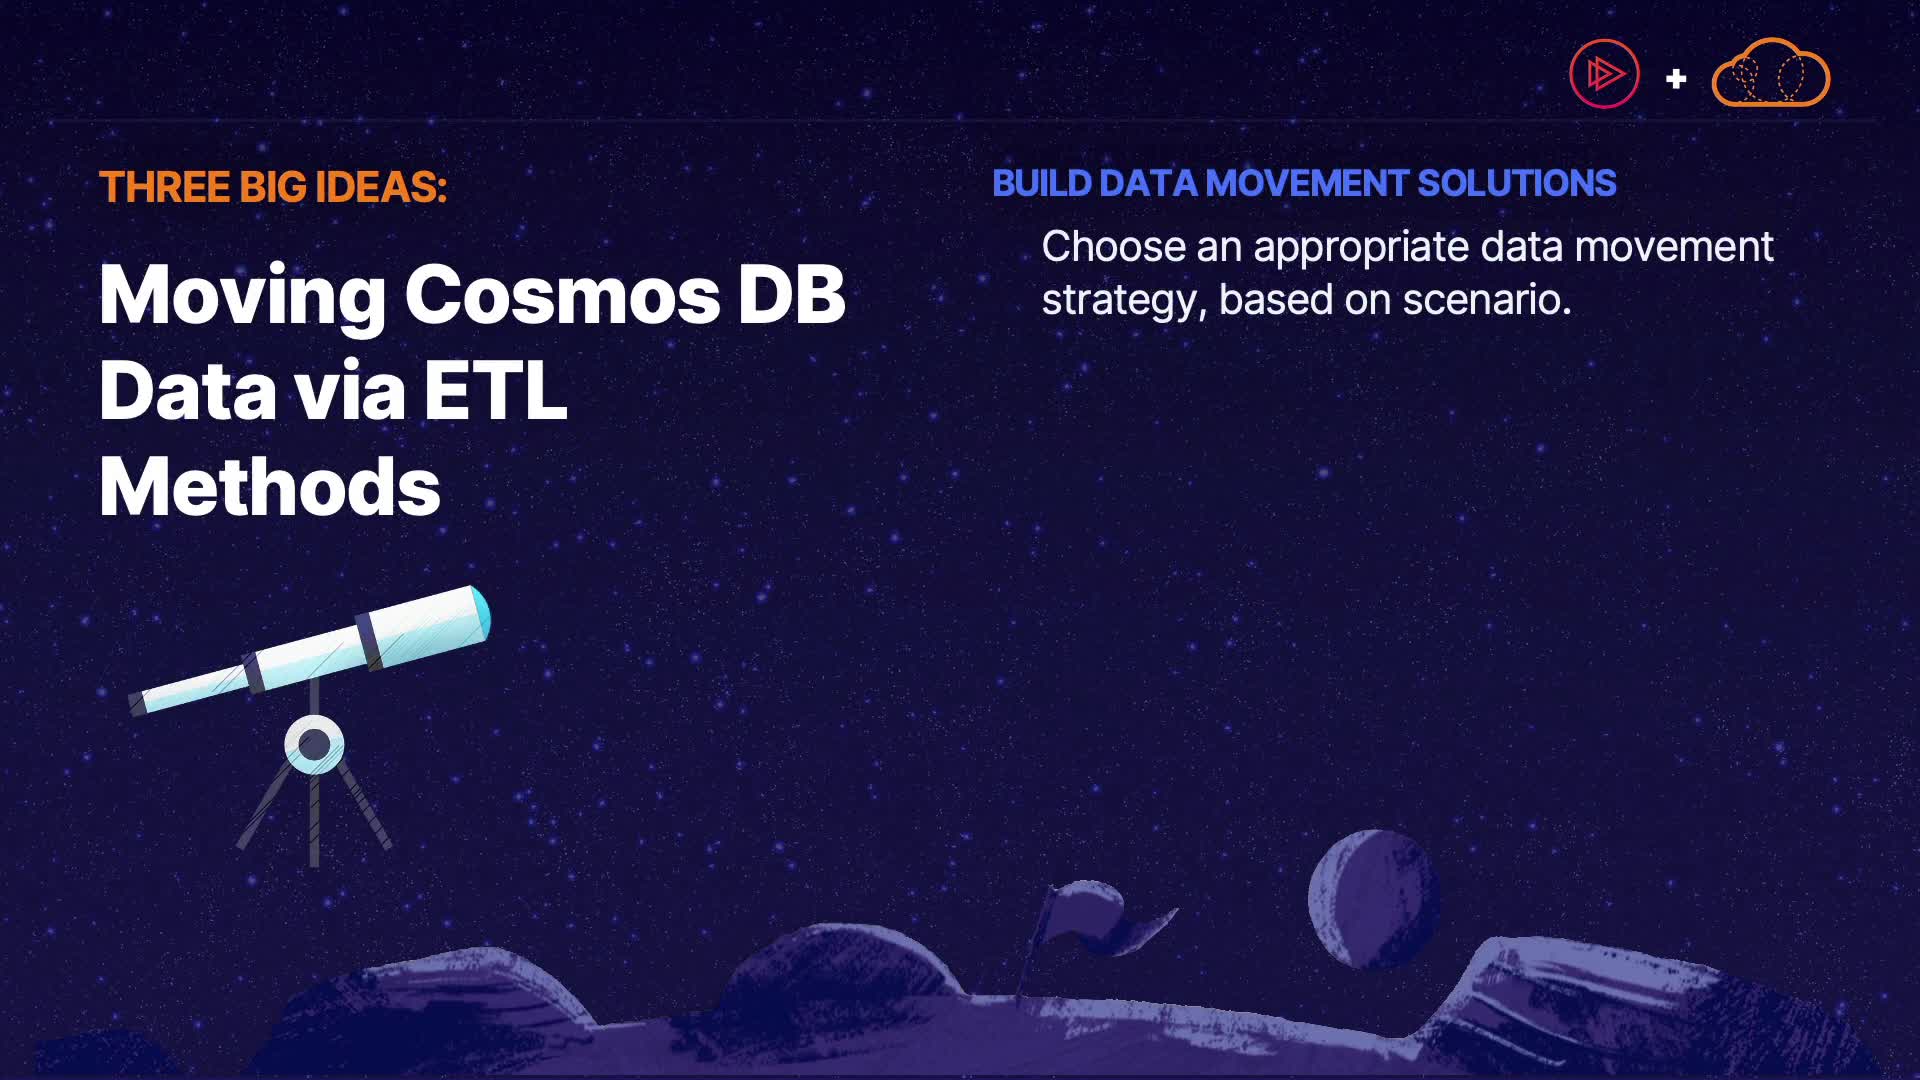 THREE BIG IDEAS:
Moving Cosmos DB
Data via ETL
Methods
BUILD DATA MOVEMENT SOLUTIONS
Choose an appropriate data movement
strategy, based on scenario.
+